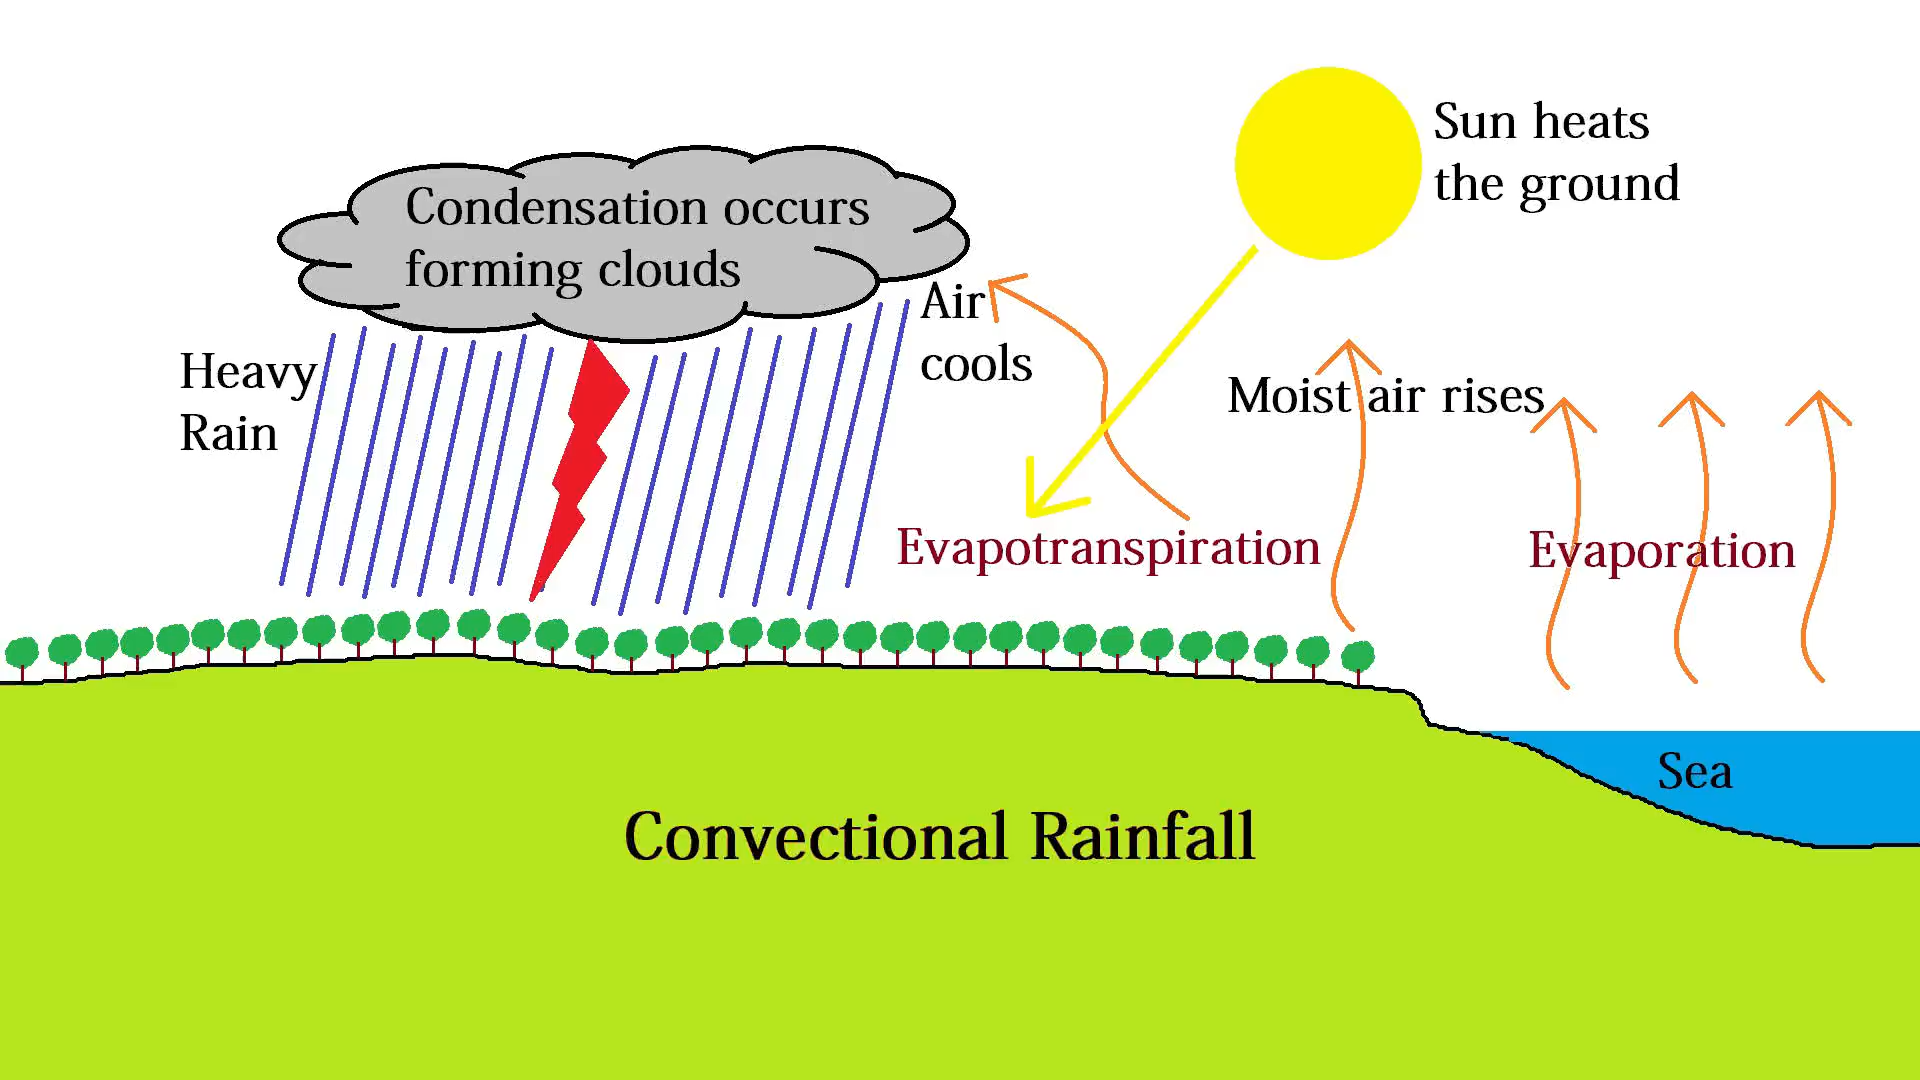 Sun heats
the ground
Condensation occurs
forming clouds
Air
cools
Heavy
Rain
Moist air rises
Evapotranspiration
Evaporation
Sea
Convectional Rainfall